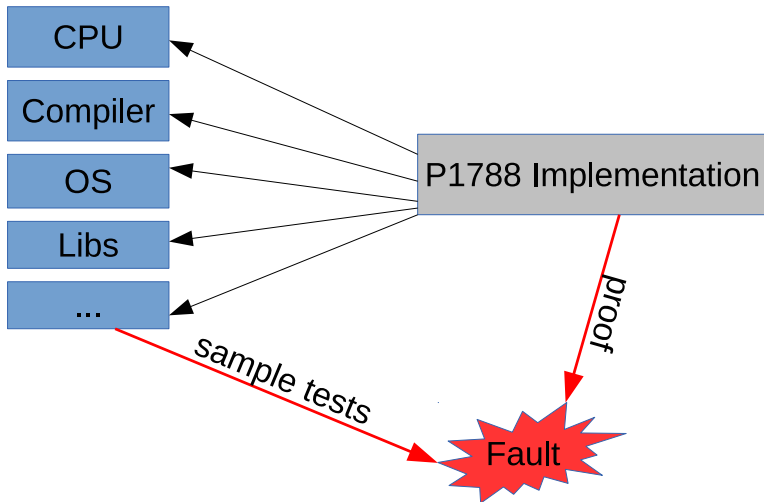 CPU
Compiler
OS
Libs
...
P1788 Implementation
proof
sample tests
Fault